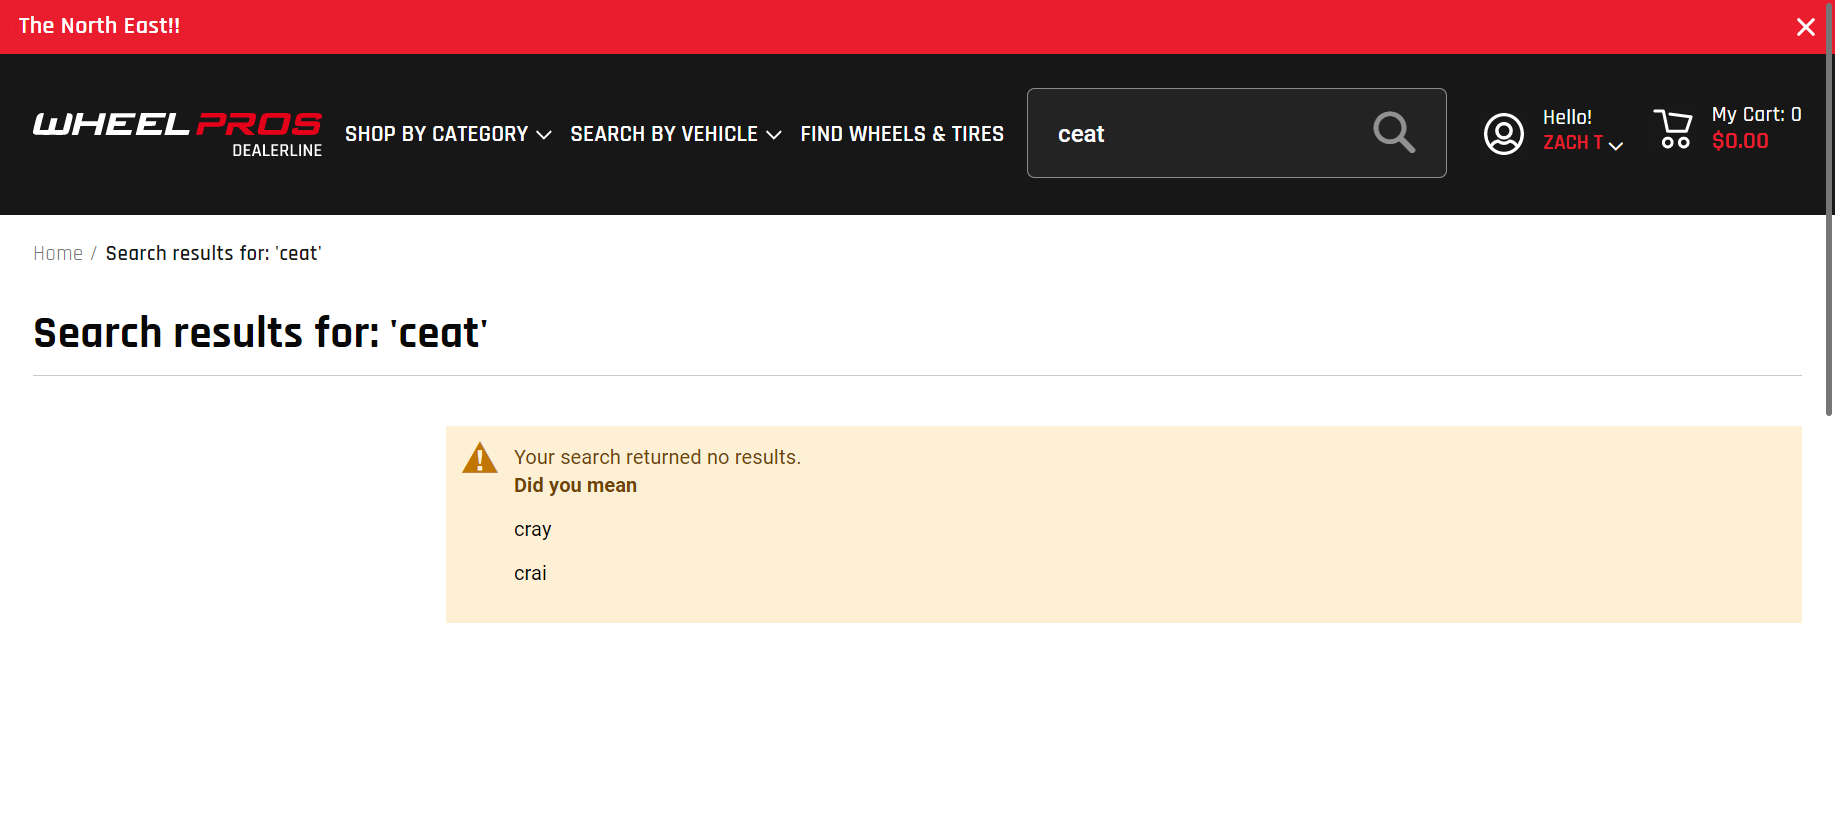 The North East!!
WHEEL PROS
DEALERLINE
SHOP BY CATEGORY
SEARCH BY VEHICLE
FIND WHEELS & TIRES
ceat
Hello!
ZACH T
My Cart: 0
$0.00
Home / Search results for: 'ceat'
Search results for: 'ceat'
Your search returned no results.
Did you mean
cray
crai